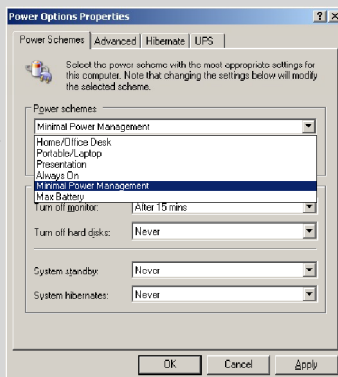 Power Options Properties
Power Schemes Advanced Hibernate UPS
Select the power scheme with the most appropriate settings for
this computer. Note that changing the settings below will modify
the selected scheme.
Power schemes
Minimal Power Management
Home/Office Desk
Portable/Laptop
Presentation
Always On
Minimal Power Management
Max Battery
Turn off monitor: After 15 mins
Turn off hard disks: Never
System standby: Never
System hibernates: Never
OK Cancel Apply